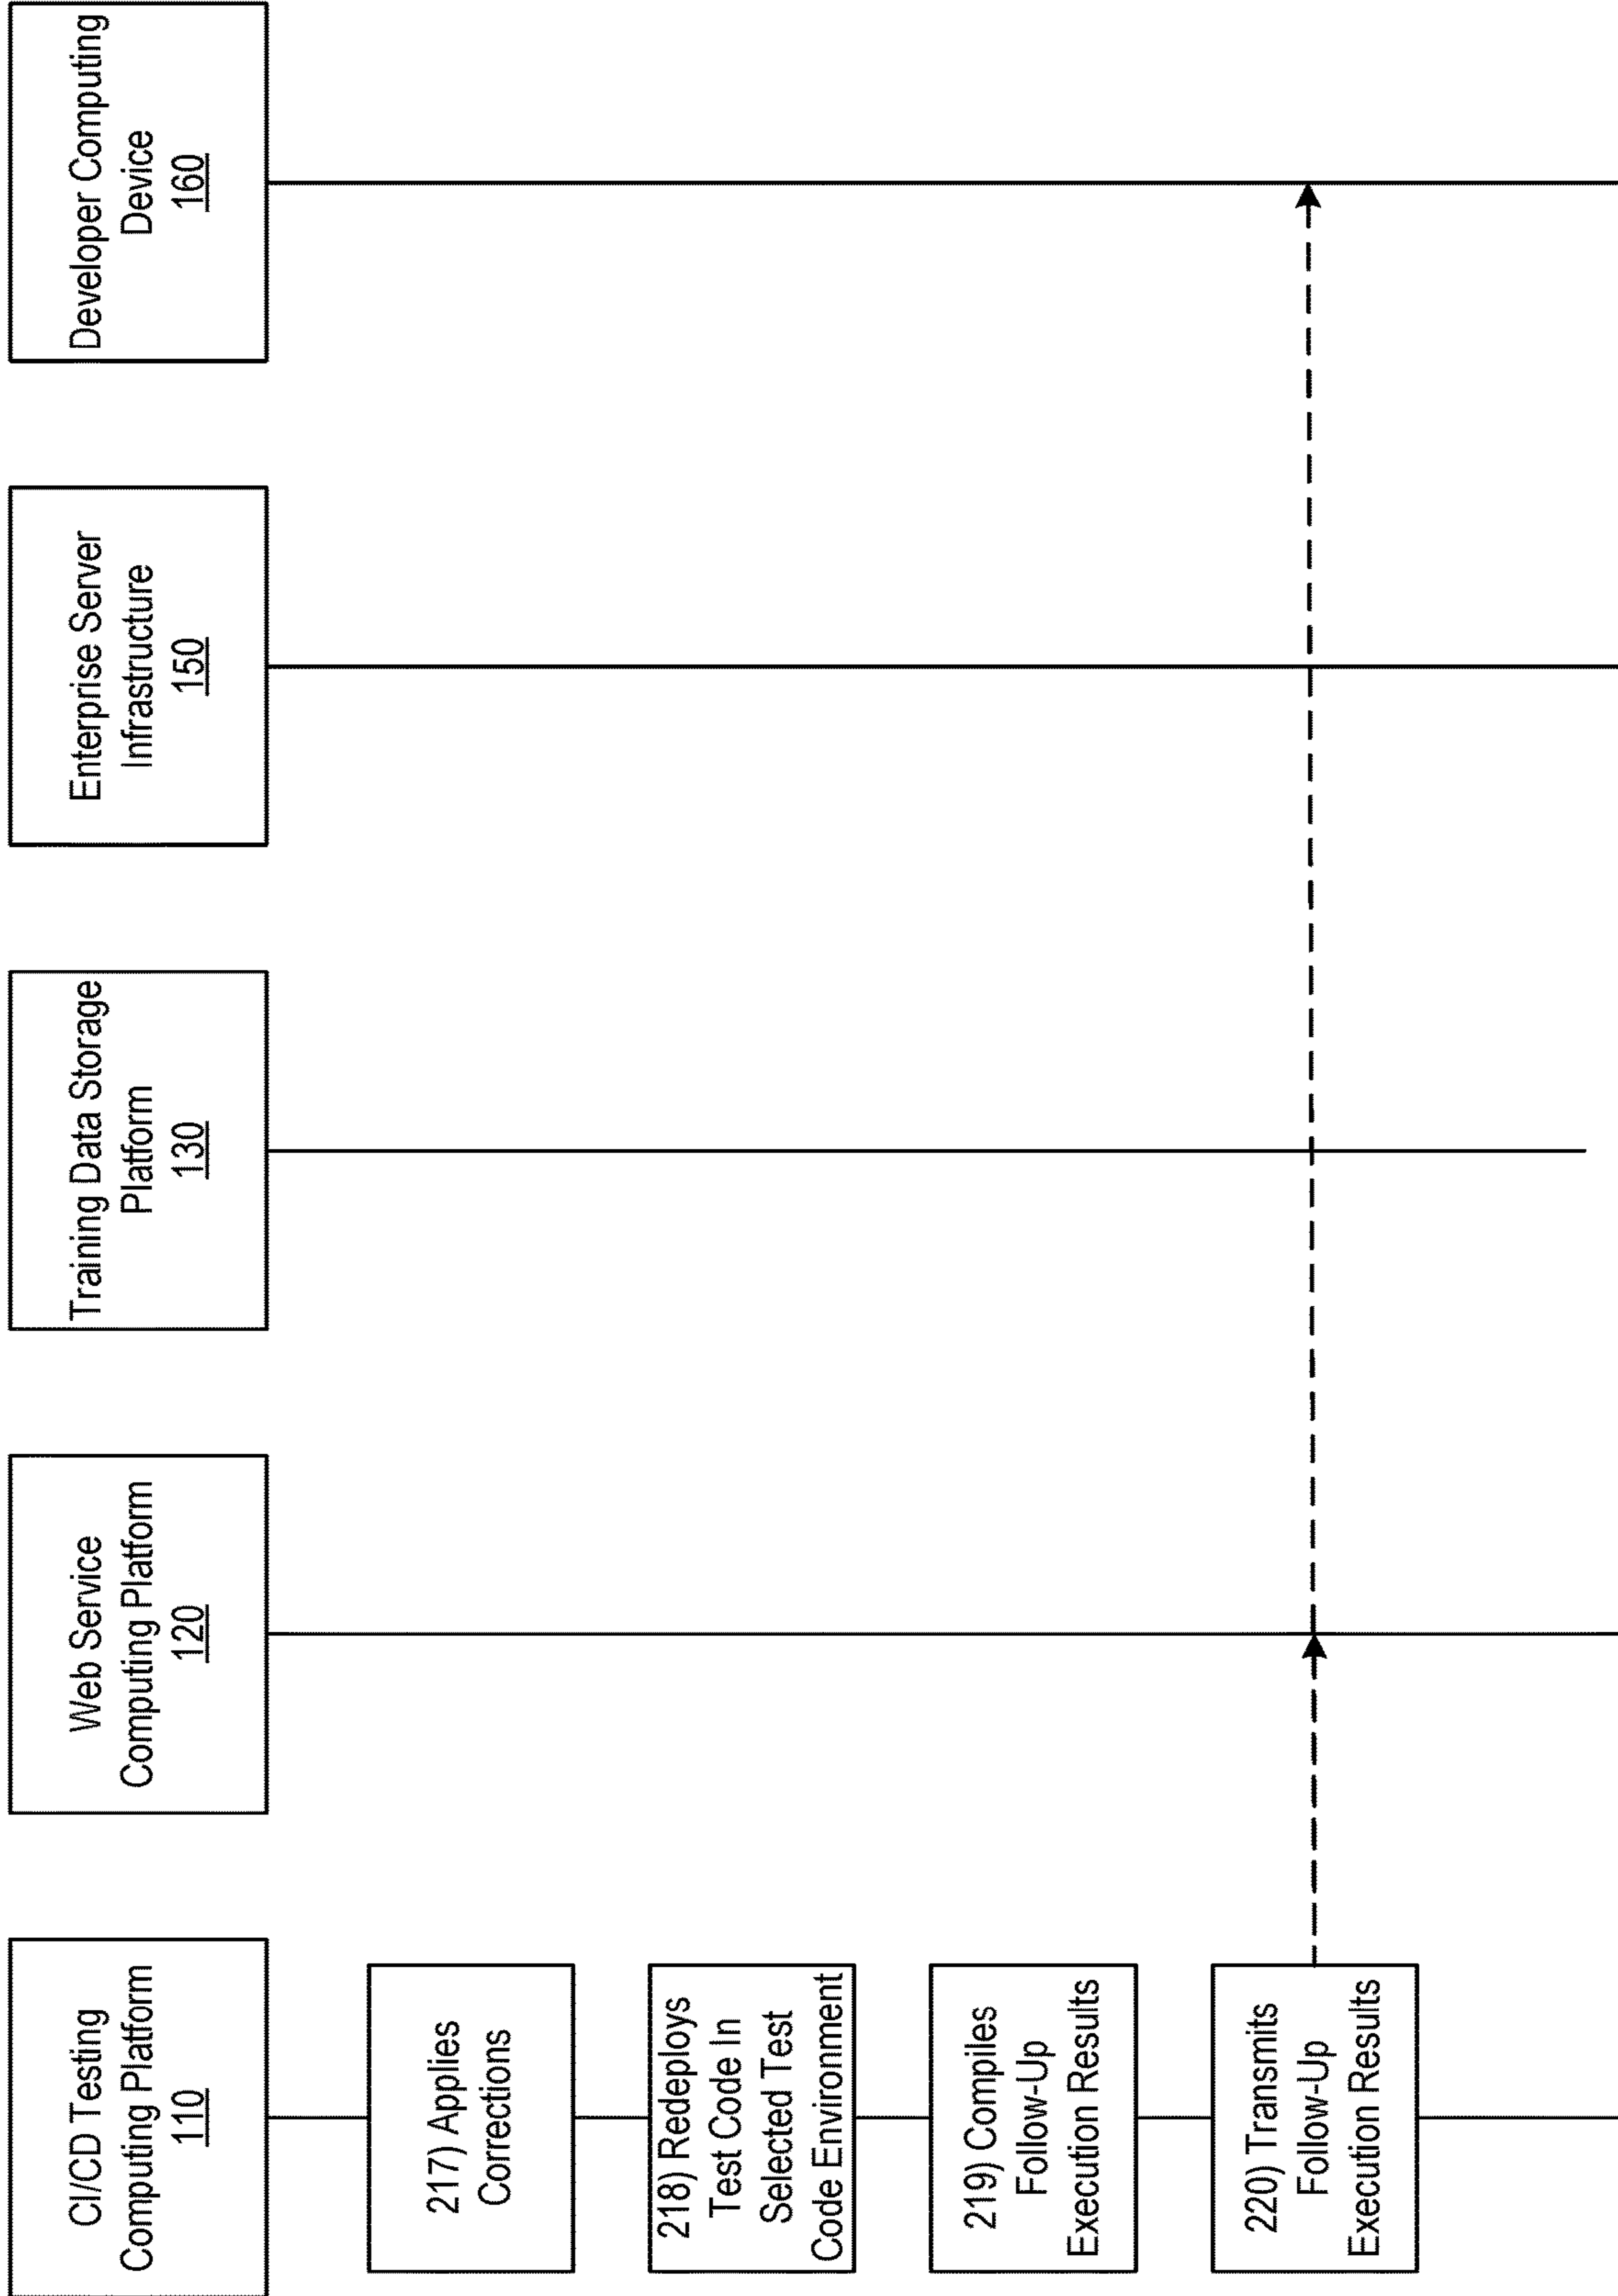 CI/CD Testing
Computing Platform
110
Web Service
Computing Platform
120
Training Data Storage
Platform
130
Enterprise Server
Infrastructure
150
Developer Computing
Device
160
217) Applies
Corrections
218) Redeploys
Test Code In
Selected Test
Code Environment
219) Compiles
Follow-Up
Execution Results
220) Transmits
Follow-Up
Execution Results